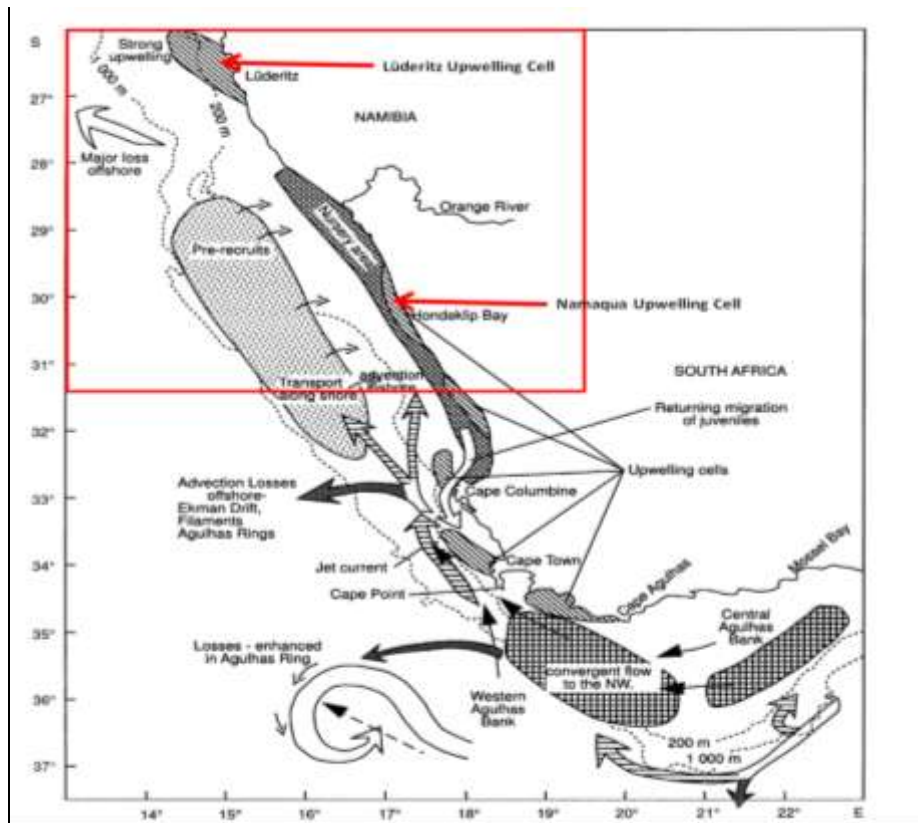 S
Strong
upwelling
Lüderitz
Lüderitz Upwelling Cell
1 000 m
200 m
27°
NAMIBIA
Major loss
offshore
28°
Orange River
Nursery area
29°
Pre-recruits
30°
Namaqua Upwelling Cell
Hondeklip Bay
31°
SOUTH AFRICA
Transport
along shore
advection
Returning migration
of juveniles
32°
Upwelling cells
Advection Losses
offshore-
Ekman Drift,
Filaments
Agulhas Rings
Cape Columbine
33°
Jet current
Cape Town
Mossel Bay
34°
Cape Point
Cape Agulhas
Central
Agulhas
Bank
35°
Losses - enhanced
in Agulhas Ring
convergent flow
to the NW.
36°
Western
Agulhas
Bank
200 m
1 000 m
37°
14°
15°
16°
17°
18°
19°
20°
21°
22°
E